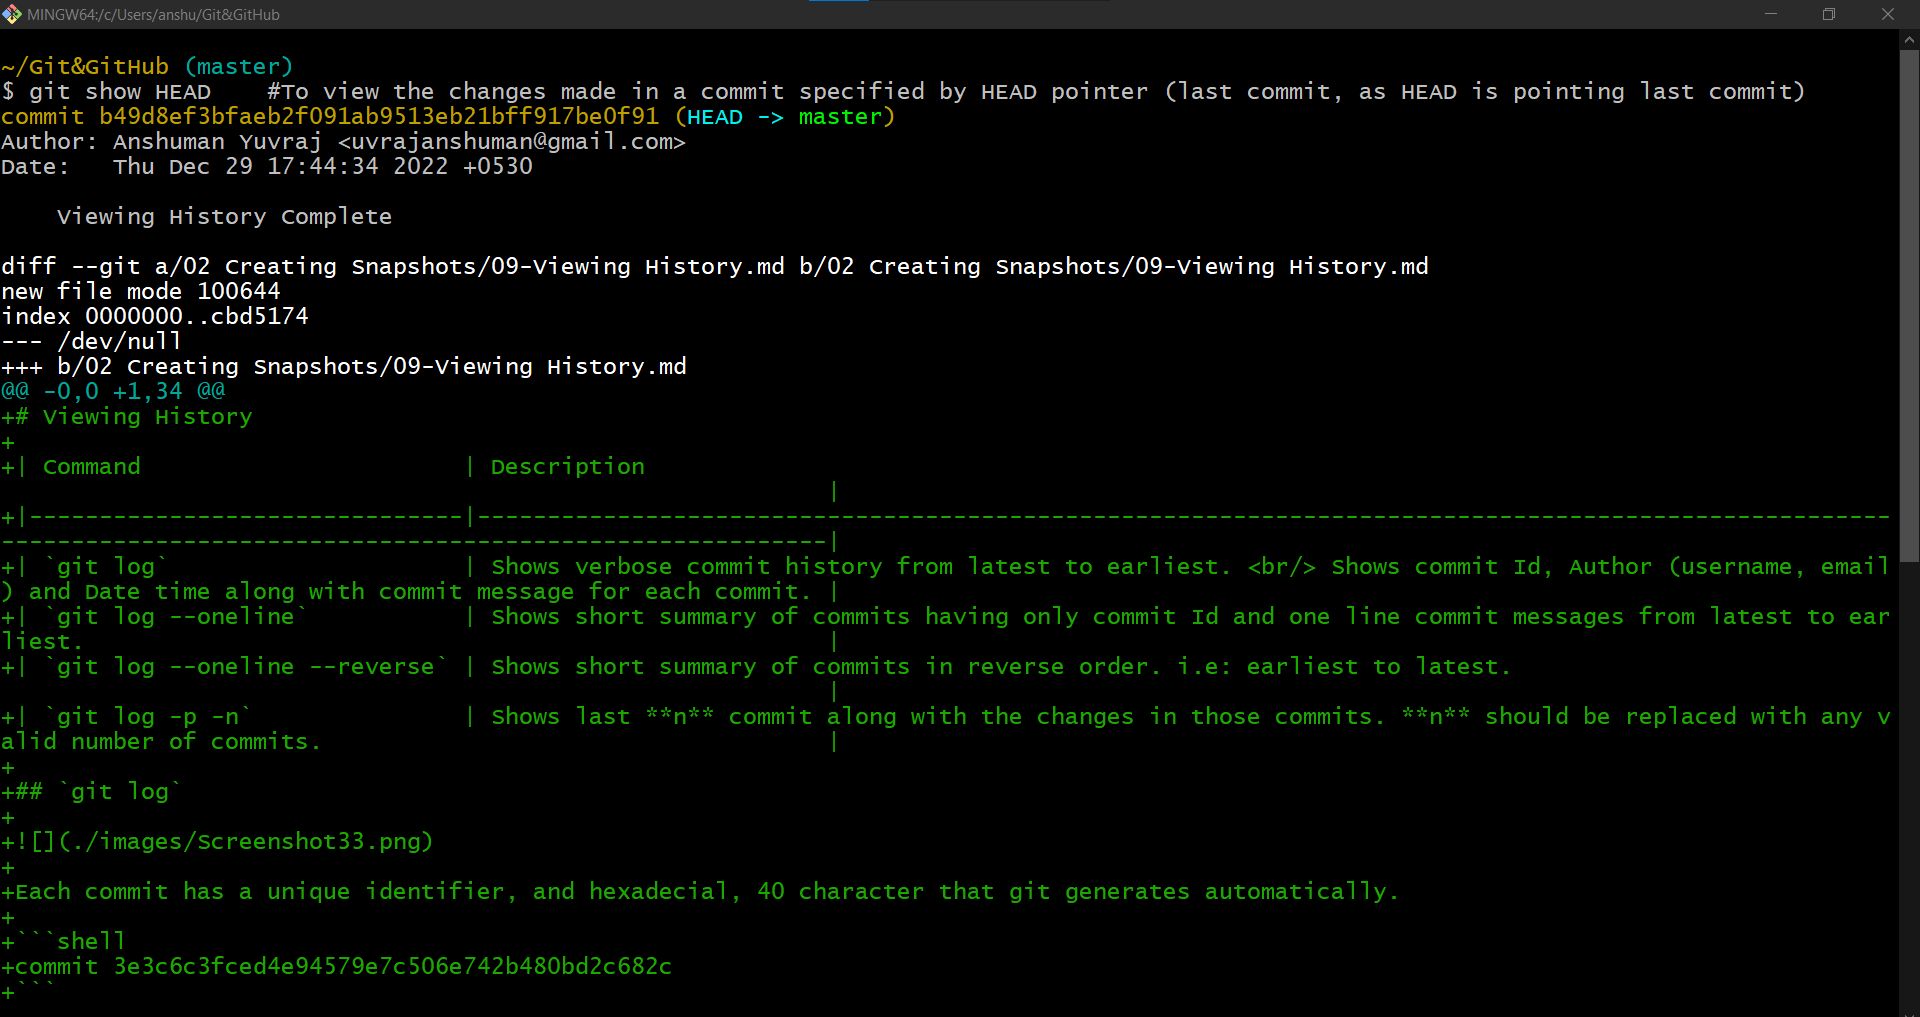 MINGW64:/c/Users/anshu/Git&GitHub
~/Git&GitHub (master)
$ git show HEAD    #To view the changes made in a commit specified by HEAD pointer (last commit, as HEAD is pointing last commit)
commit b49d8ef3bfaeb2f091ab9513eb21bff917be0f91 (HEAD -> master)
Author: Anshuman Yuvraj <uvrajanshuman@gmail.com>
Date:   Thu Dec 29 17:44:34 2022 +0530
    Viewing History Complete
diff --git a/02 Creating Snapshots/09-Viewing History.md b/02 Creating Snapshots/09-Viewing History.md
new file mode 100644
index 0000000..cbd5174
--- /dev/null
+++ b/02 Creating Snapshots/09-Viewing History.md
@@ -0,0 +1,34 @@
+# Viewing History
+
+| Command                       | Description
                                                           |
+|-------------------------------|-----------------------------------------------------------------------------------------------------
-----------------------------------------------------------|
+| `git log`                     | Shows verbose commit history from latest to earliest. <br/> Shows commit Id, Author (username, email
) and Date time along with commit message for each commit. |
+| `git log --oneline`           | Shows short summary of commits having only commit Id and one line commit messages from latest to ear
liest.                                                     |
+| `git log --oneline --reverse` | Shows short summary of commits in reverse order. i.e: earliest to latest.
                                                           |
+| `git log -p -n`               | Shows last **n** commit along with the changes in those commits. **n** should be replaced with any v
alid number of commits.                                    |
+
+## `git log`
+
+![](./images/Screenshot33.png)
+
+Each commit has a unique identifier, and hexadecial, 40 character that git generates automatically.
+
+```shell
+commit 3e3c6c3fced4e94579e7c506e742b480bd2c682c
+```